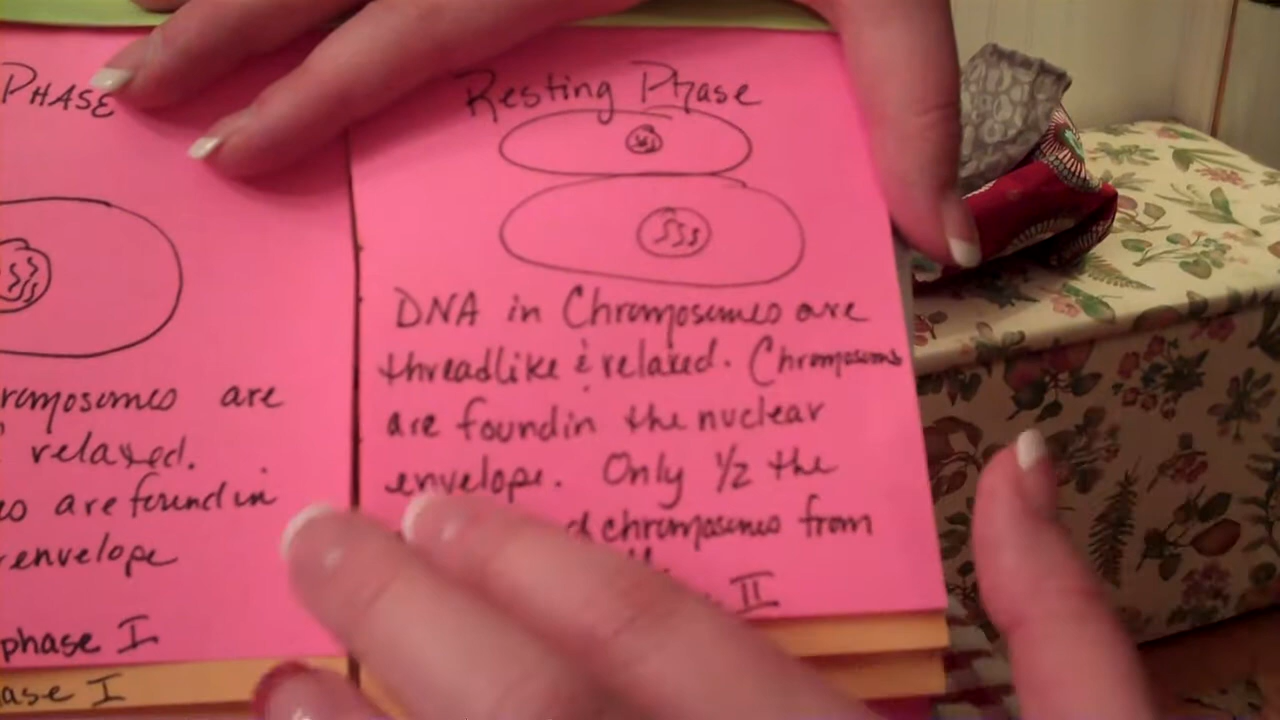 PHASE
are
relaxed.
are found in
envelope
phase I
ase I
Resting Phase
DNA in Chromosomes are
threadlike & relaxed. Chromosomes
are found in the nuclear
envelope. Only 1/2 the
chromosomes from
II